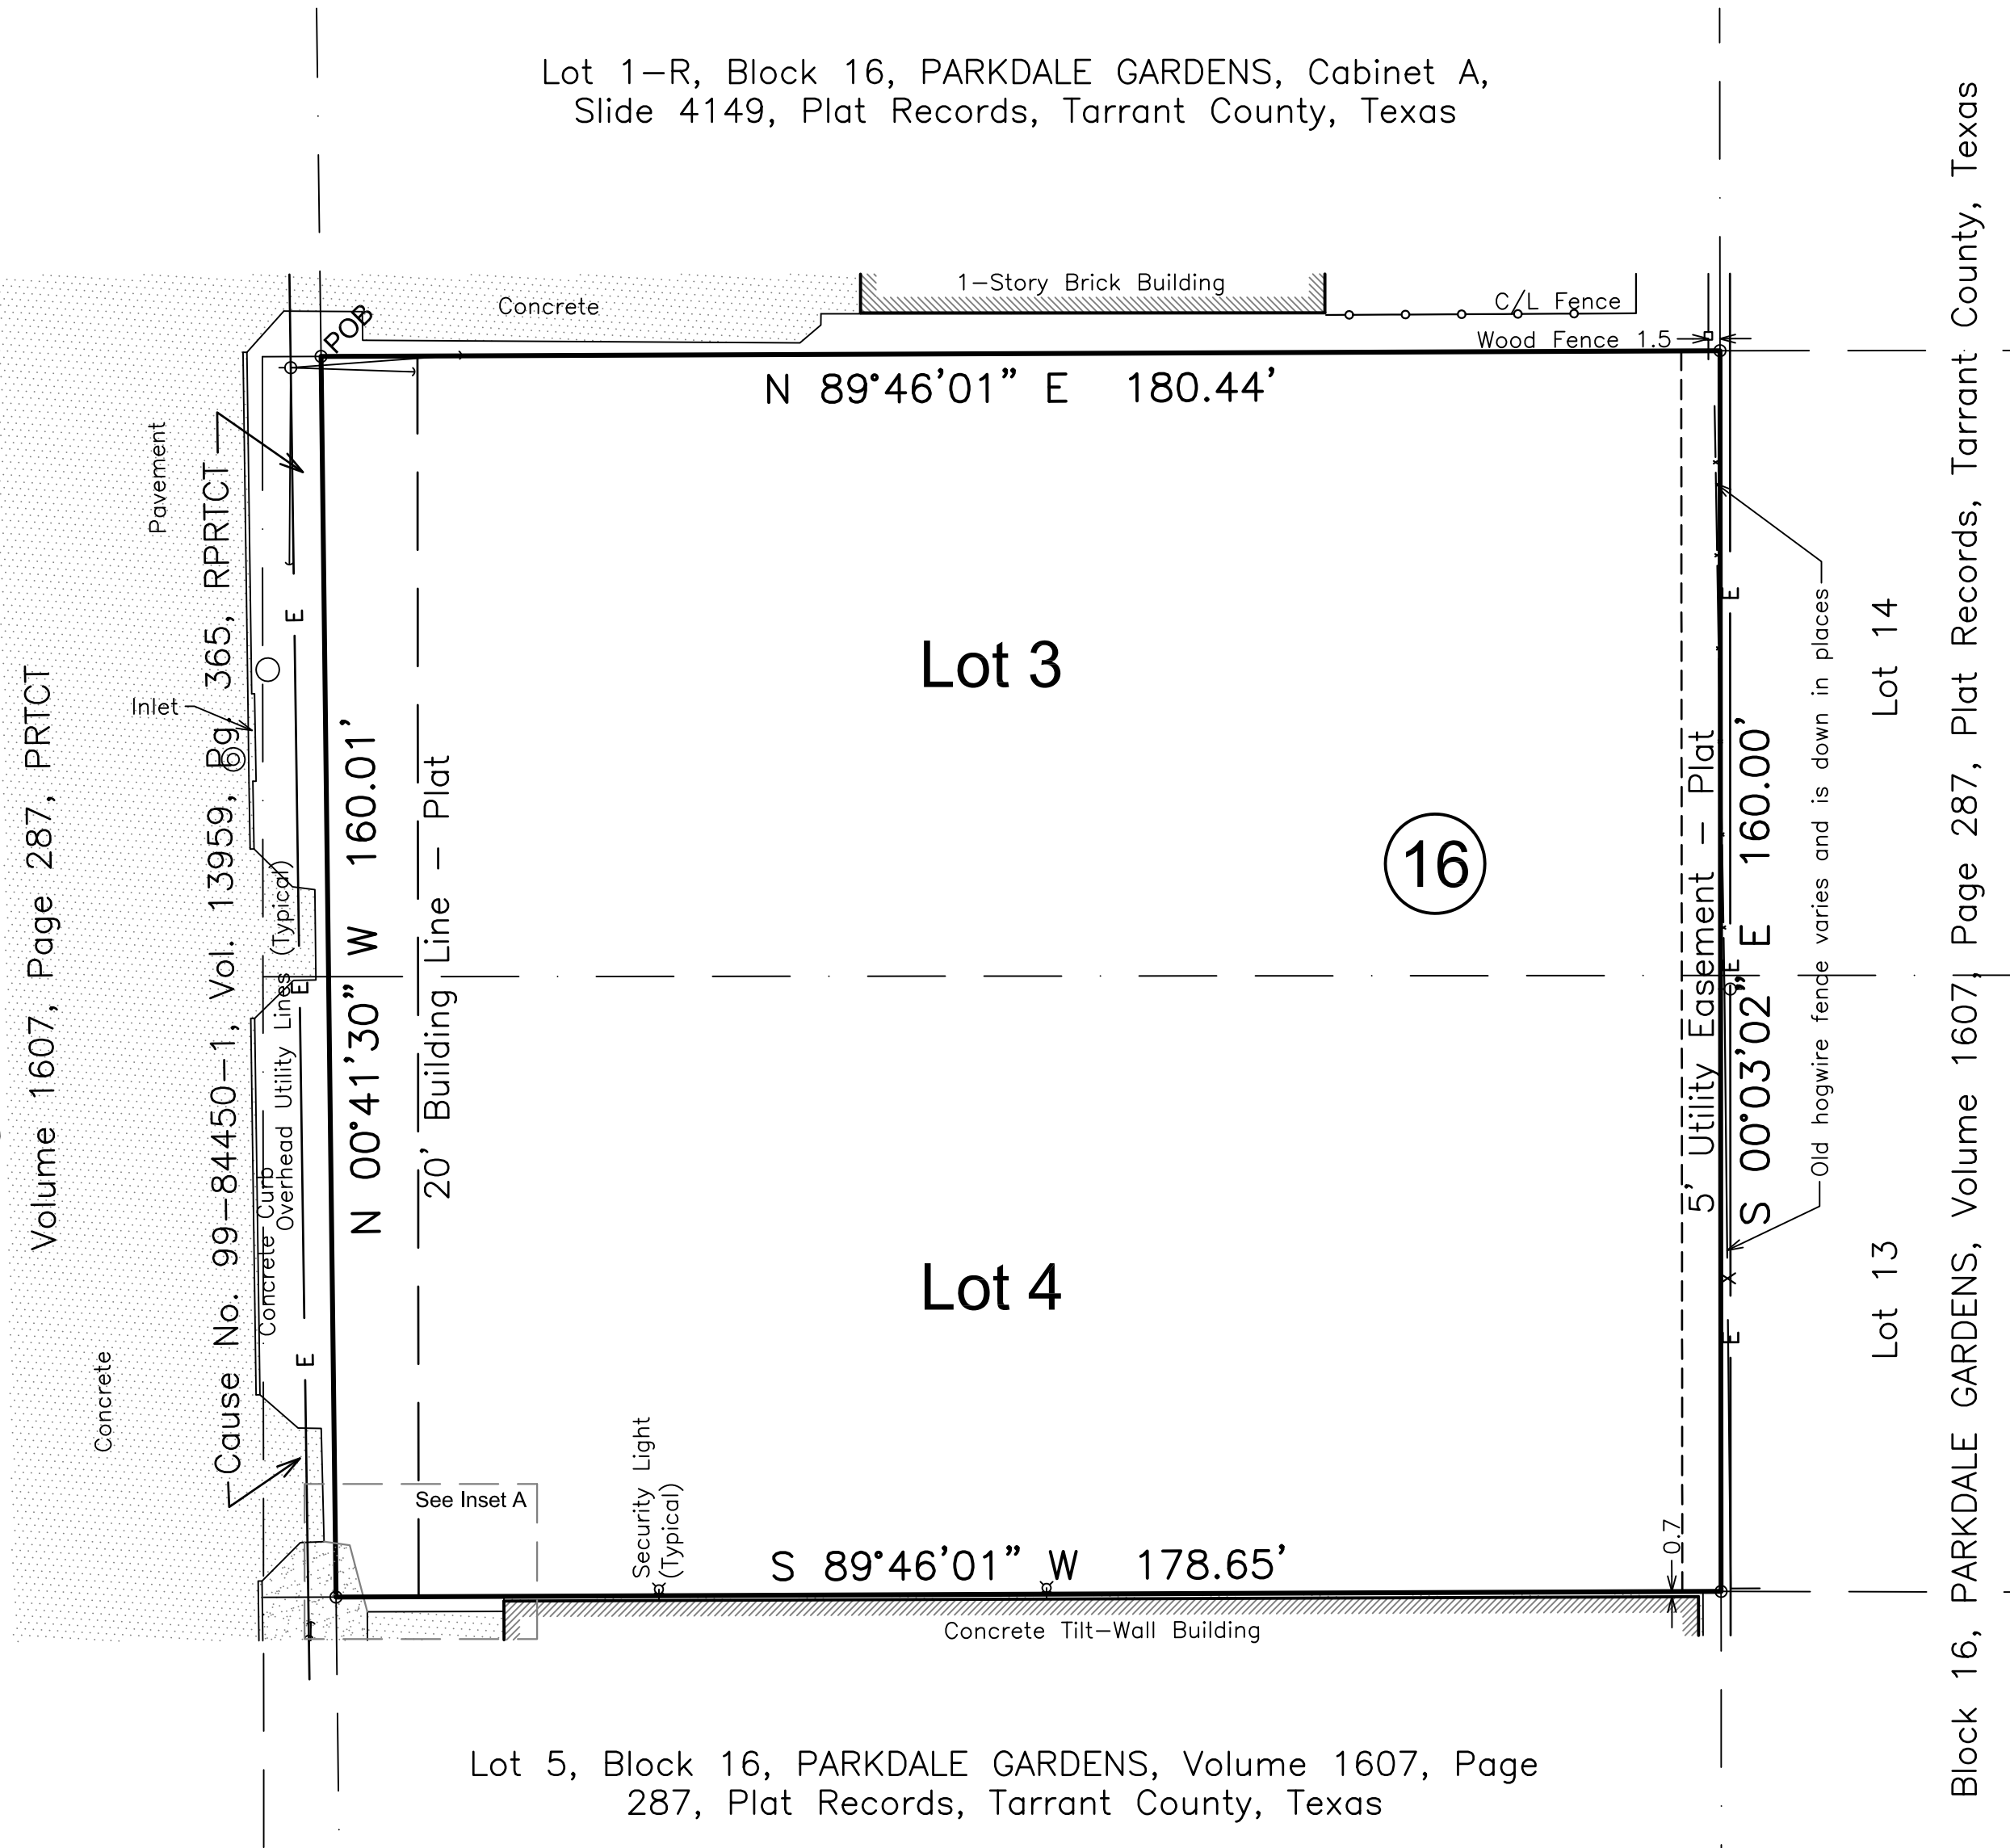 Lot 1-R, Block 16, PARKDALE GARDENS, Cabinet A,
Slide 4149, Plat Records, Tarrant County, Texas
1-Story Brick Building
Concrete
C/L Fence
Wood Fence 1.5
POB
N 89°46'01" E 180.44'
Pavement
Inlet
Volume 1607, Page 287, PRTCT
Cause No. 99-84450-1, Vol. 13959, Pg. 365, RPRTCT
Overhead Utility Lines (Typical)
Concrete Curb
Concrete
E
E
E
N 00°41'30" W 160.01'
20' Building Line - Plat
Lot 3
16
Lot 4
5' Utility Easement - Plat
S 00°03'02" E 160.00'
E
E
E
X
E
Old hogwire fence varies and is down in places
Lot 14
Lot 13
Block 16, PARKDALE GARDENS, Volume 1607, Page 287, Plat Records, Tarrant County, Texas
See Inset A
Security Light
(Typical)
S 89°46'01" W 178.65'
0.7
Concrete Tilt-Wall Building
Lot 5, Block 16, PARKDALE GARDENS, Volume 1607, Page
287, Plat Records, Tarrant County, Texas